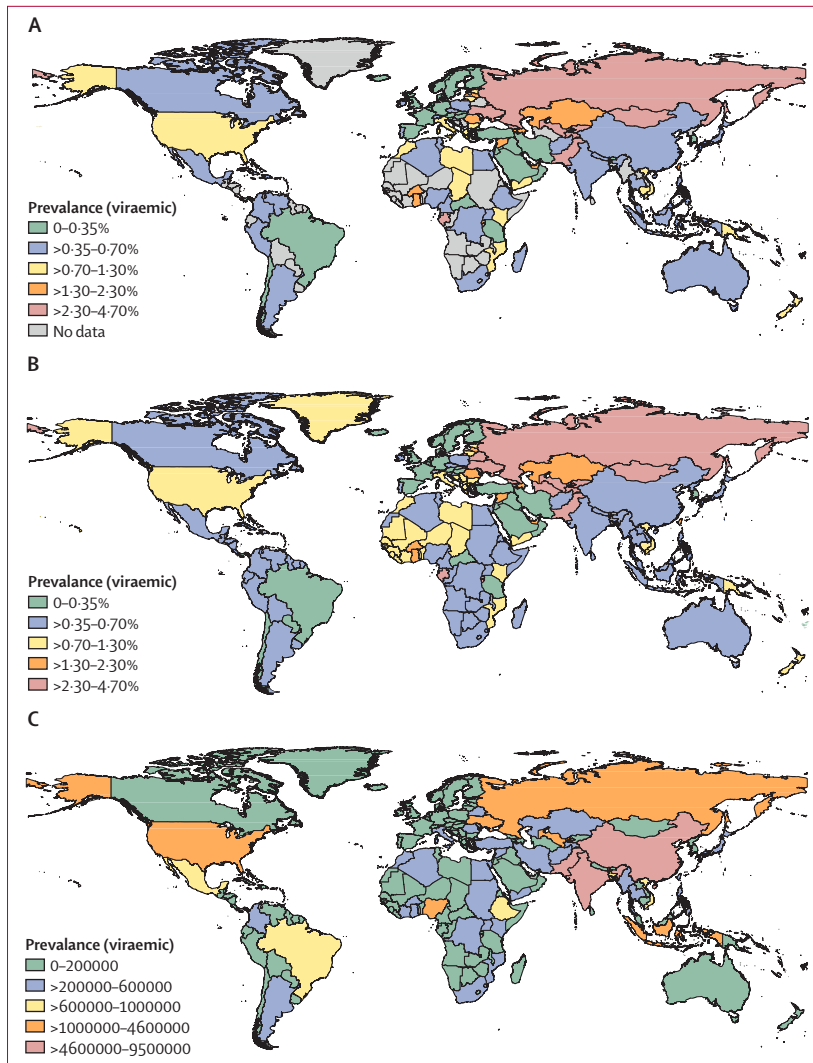 A
Prevalance (viraemic)
0–0·35%
>0·35–0·70%
>0·70–1·30%
>1·30–2·30%
>2·30–4·70%
No data
B
Prevalance (viraemic)
0–0·35%
>0·35–0·70%
>0·70–1·30%
>1·30–2·30%
>2·30–4·70%
C
Prevalance (viraemic)
0–200000
>200000–600000
>600000–1000000
>1000000–4600000
>4600000–9500000